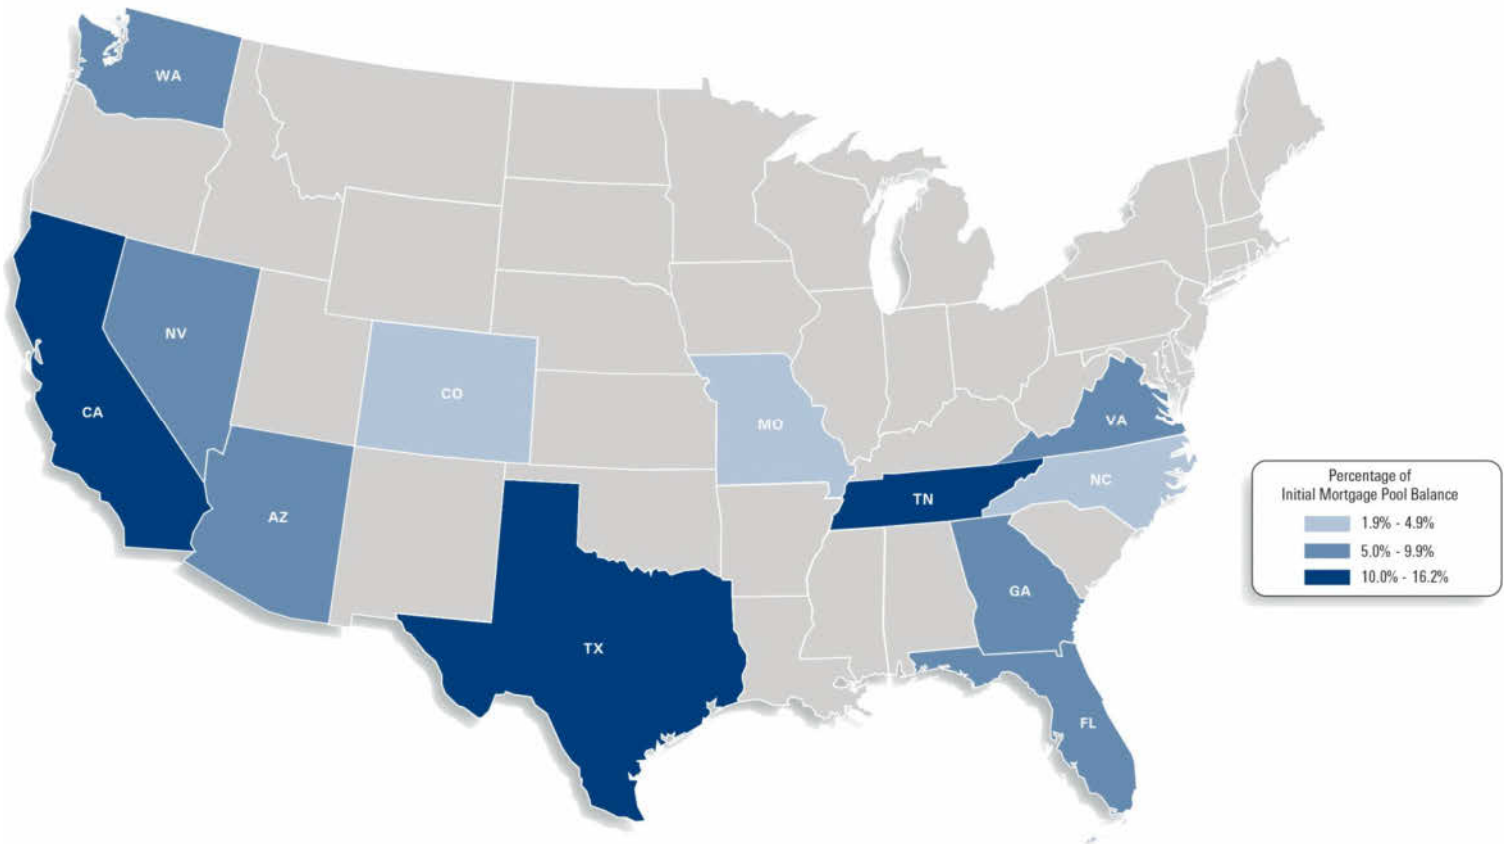 WA
NV
CO
CA
MO
VA
NC
TN
AZ
GA
TX
FL
Percentage of
Initial Mortgage Pool Balance
1.9% - 4.9%
5.0% - 9.9%
10.0% - 16.2%